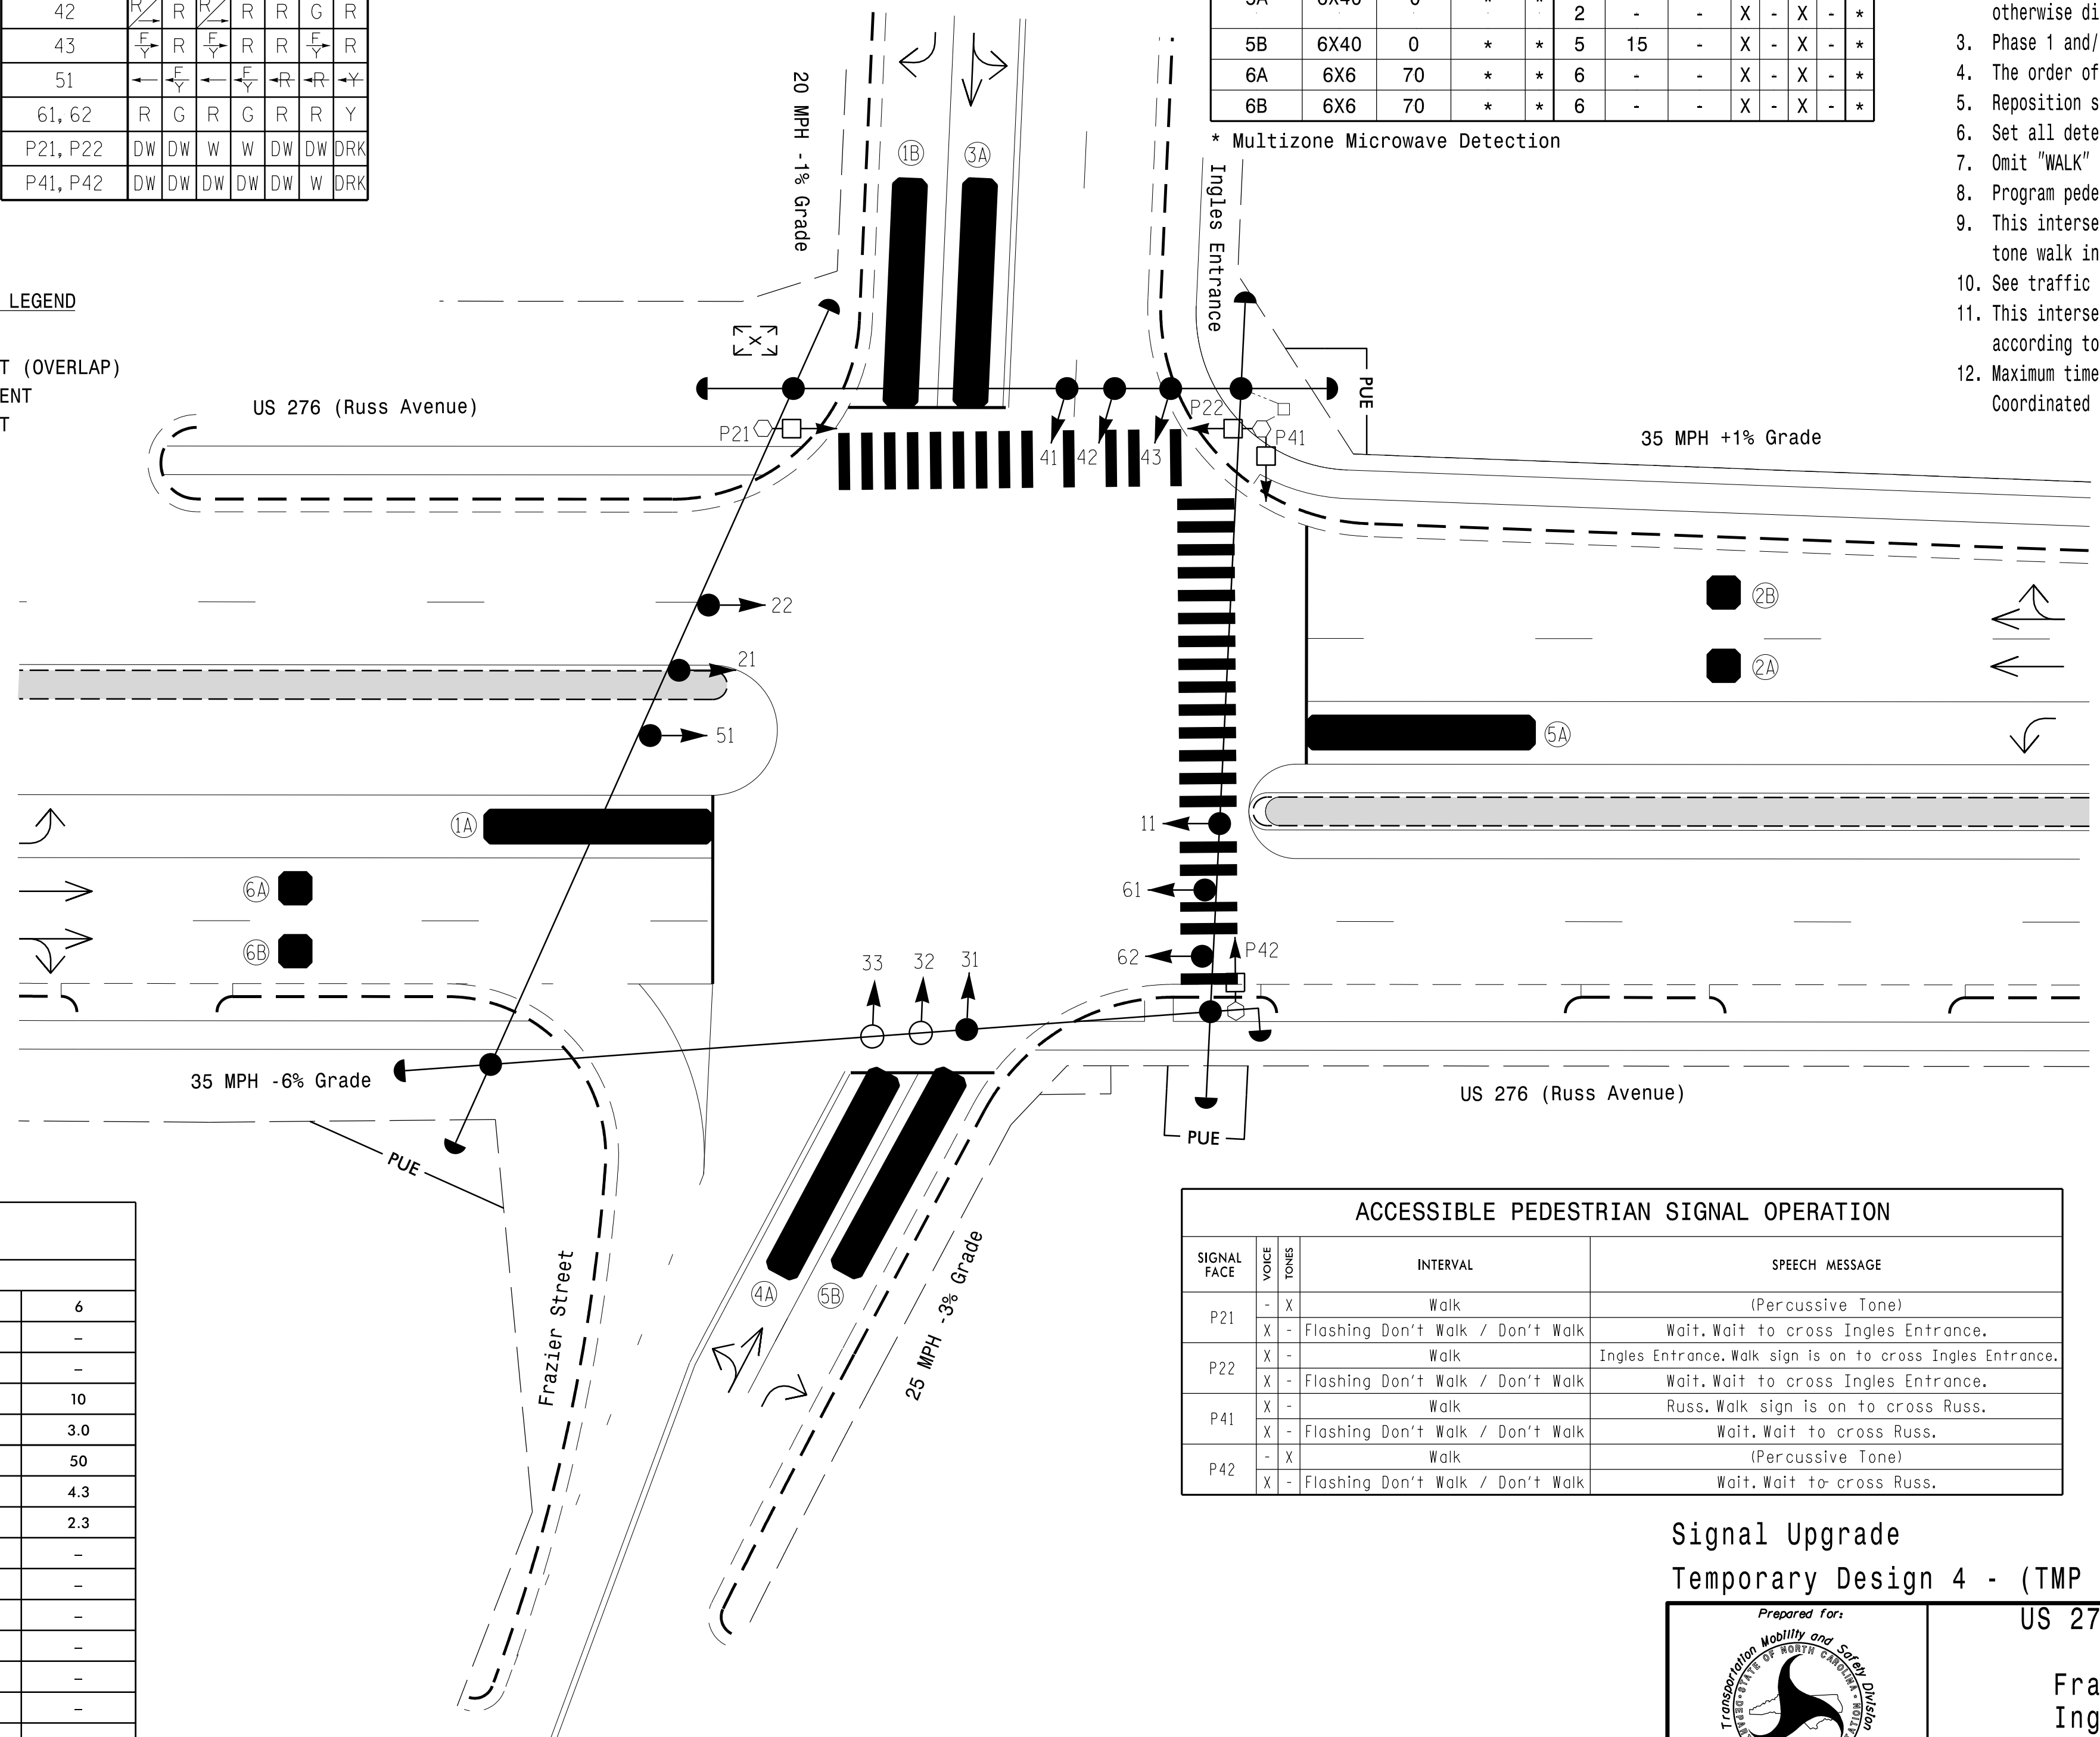 42 R R R R R G R
43 F Y R F Y R R F Y R
51 F Y F Y R R Y
61, 62 R G R G R R Y
P21, P22 DW DW W W DW DW DRK
P41, P42 DW DW DW DW DW W DRK
2 - - X - X - *
5B 6X40 0 * * 5 15 - X - X - *
6A 6X6 70 * * 6 - - X - X - *
6B 6X6 70 * * 6 - - X - X - *
* Multizone Microwave Detection
otherwise di
3. Phase 1 and/
4. The order of
5. Reposition s
6. Set all dete
7. Omit "WALK"
8. Program pede
9. This interse
tone walk in
10. See traffic
11. This interse
according to
12. Maximum time
Coordinated
LEGEND
T (OVERLAP)
ENT
T
20 MPH -1% Grade
1B
3A
Ingles Entrance
X
PUE
US 276 (Russ Avenue)
P21
P22
P41
41
42
43
35 MPH +1% Grade
22
21
51
2B
2A
5A
1A
11
6A
61
6B
62
P42
33
32
31
35 MPH -6% Grade
PUE
PUE
US 276 (Russ Avenue)
Frazier Street
4A
5B
25 MPH -3% Grade
6
-
-
10
3.0
50
4.3
2.3
-
-
-
-
-
-
ACCESSIBLE PEDESTRIAN SIGNAL OPERATION
SIGNAL FACE VOICE TONES INTERVAL SPEECH MESSAGE
P21 - X Walk (Percussive Tone)
X - Flashing Don't Walk / Don't Walk Wait. Wait to cross Ingles Entrance.
P22 X - Walk Ingles Entrance. Walk sign is on to cross Ingles Entrance.
X - Flashing Don't Walk / Don't Walk Wait. Wait to cross Ingles Entrance.
P41 X - Walk Russ. Walk sign is on to cross Russ.
X - Flashing Don't Walk / Don't Walk Wait. Wait to cross Russ.
P42 - X Walk (Percussive Tone)
X - Flashing Don't Walk / Don't Walk Wait. Wait to cross Russ.
Signal Upgrade
Temporary Design 4 - (TMP
Prepared for:
US 27
Transportation Mobility and Safety Division
STATE OF NORTH CAROLINA
Fra
Ing